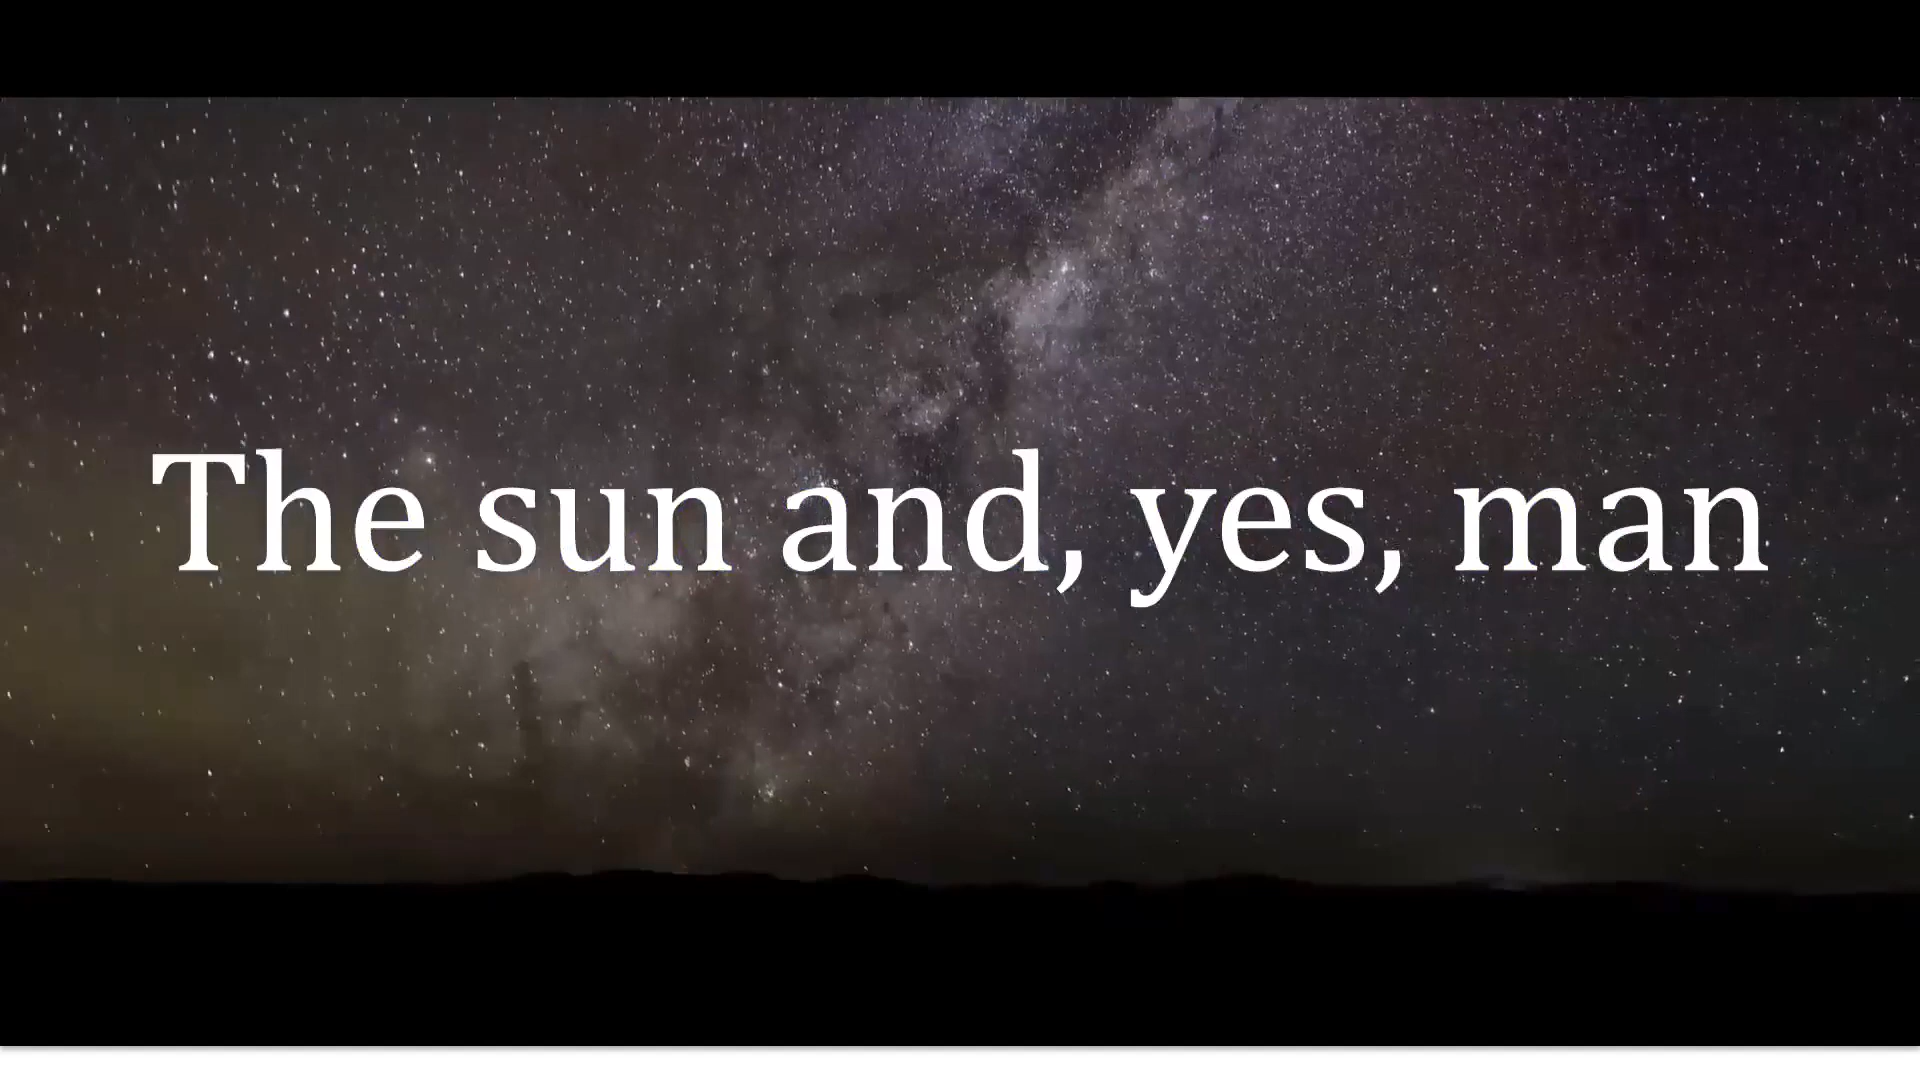 The sun and, yes, man